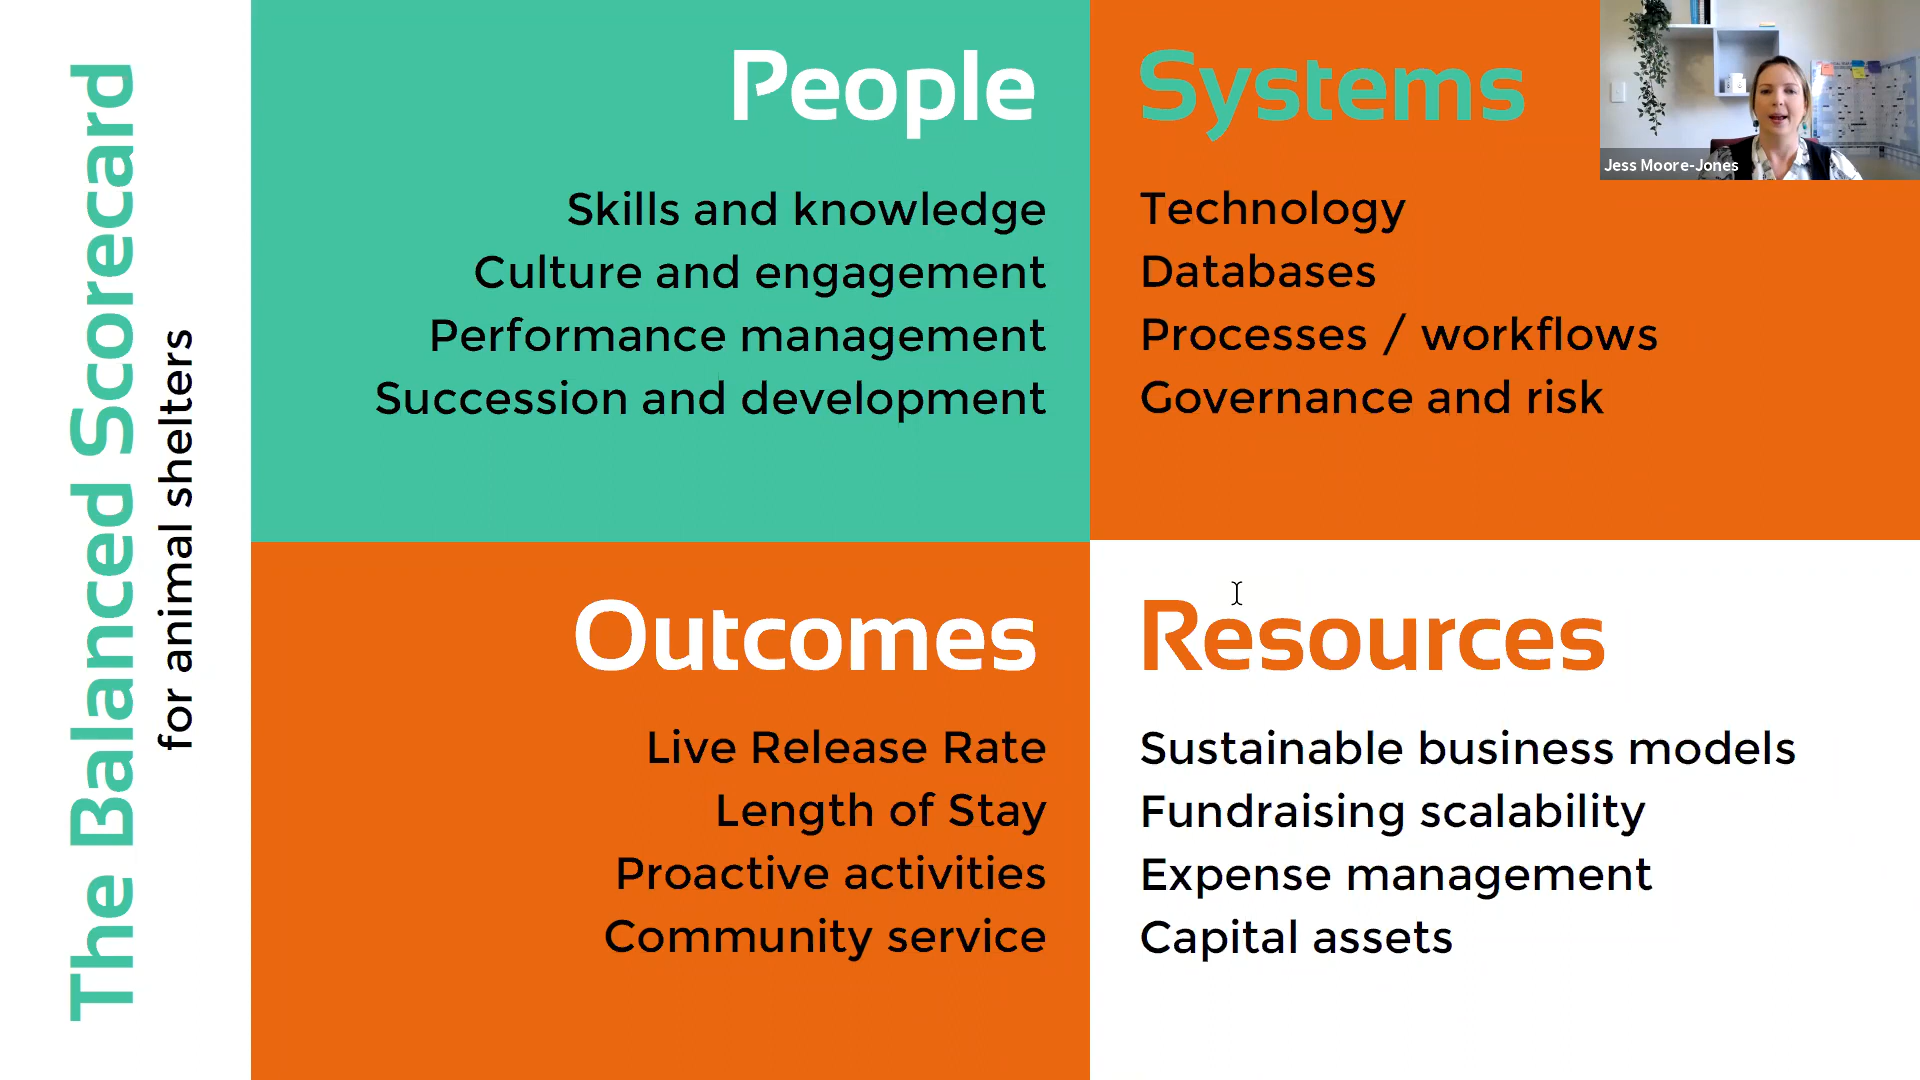 The Balanced Scorecard
for animal shelters
People
Skills and knowledge
Culture and engagement
Performance management
Succession and development
Systems
Technology
Databases
Processes / workflows
Governance and risk
Jess Moore-Jones
Outcomes
Live Release Rate
Length of Stay
Proactive activities
Community service
Resources
Sustainable business models
Fundraising scalability
Expense management
Capital assets